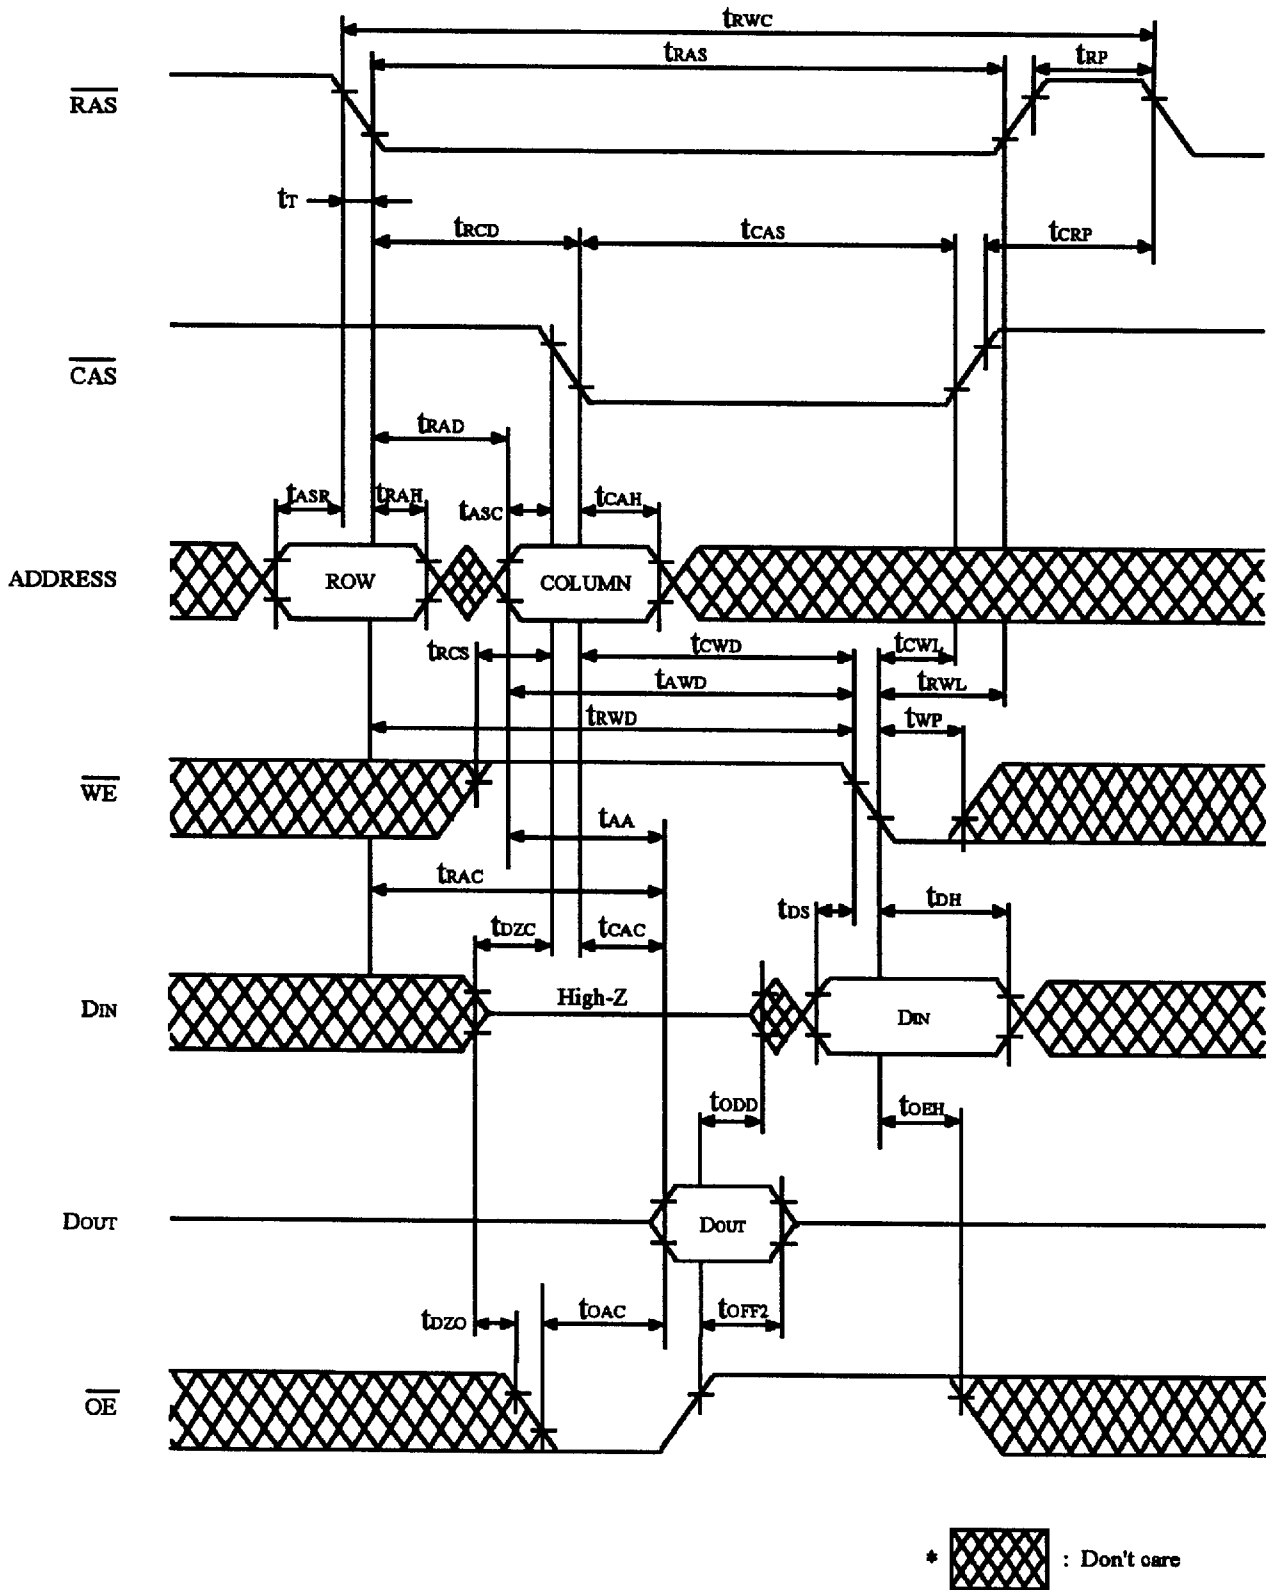 tRWC
tRAS
tRP
RAS
tT
tRCD
tCAS
tCRP
CAS
tRAD
tASR
tRAH
tASC
tCAH
ADDRESS
ROW
COLUMN
tRCS
tCWD
tCWL
tAWD
tRWL
tRWD
tWP
WE
tAA
tRAC
tDS
tDH
tDZC
tCAC
DIN
High-Z
DIN
tODD
tOEH
DOUT
DOUT
tDZO
tOAC
tOFF2
OE
* : Don't care